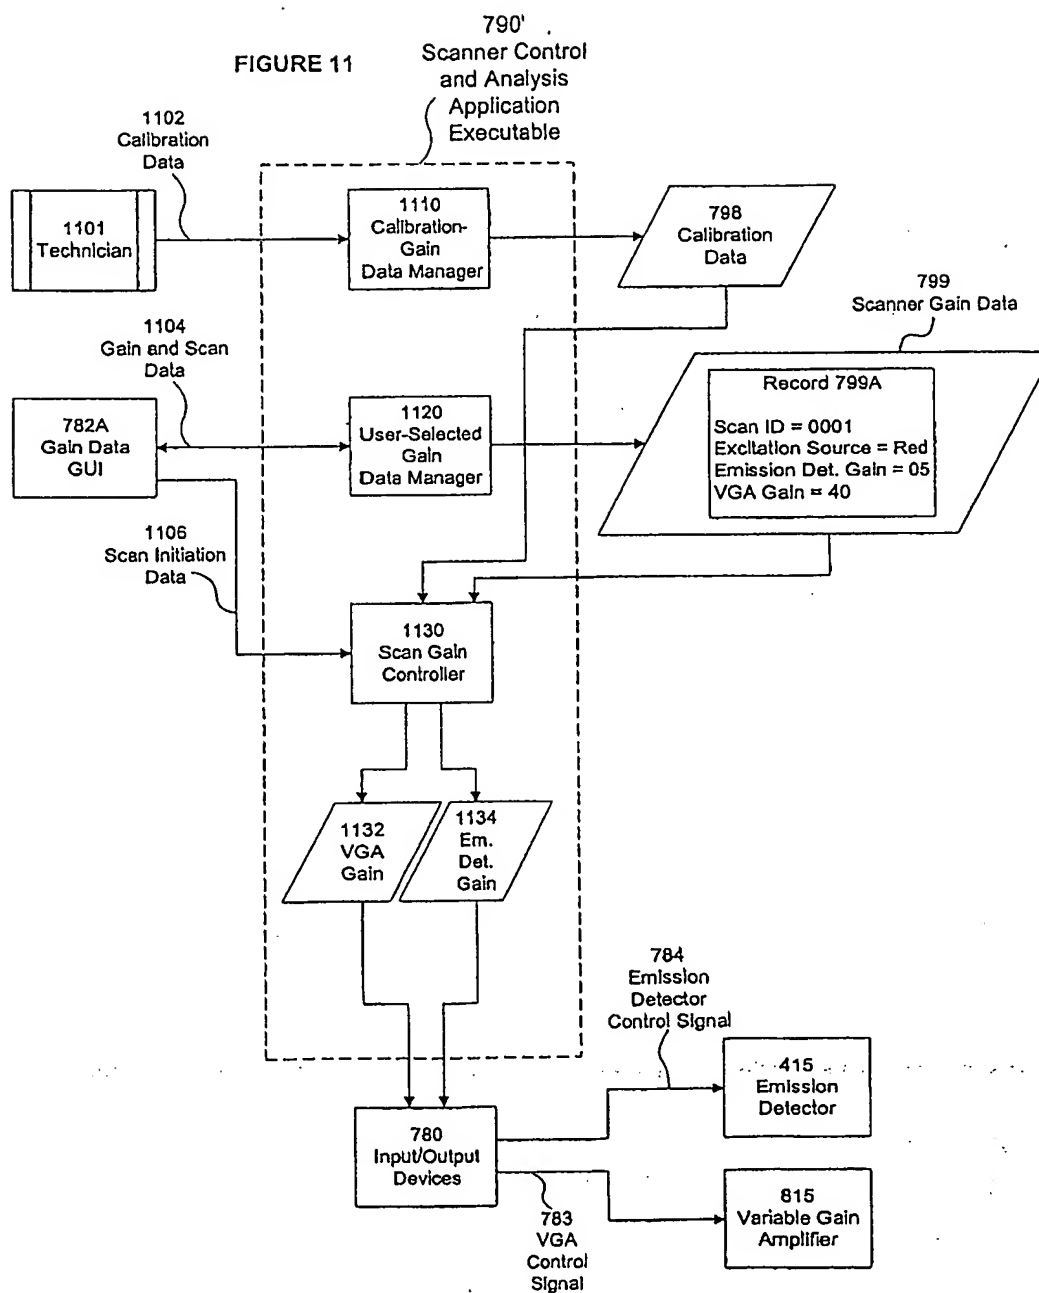 FIGURE 11
790'
Scanner Control
and Analysis
Application
Executable
1102
Calibration
Data
1101
Technician
1110
Calibration-
Gain
Data Manager
798
Calibration
Data
799
Scanner Gain Data
1104
Gain and Scan
Data
782A
Gain Data
GUI
1120
User-Selected
Gain
Data Manager
Record 799A
Scan ID = 0001
Excitation Source = Red
Emission Det. Gain = 05
VGA Gain = 40
1106
Scan Initiation
Data
1130
Scan Gain
Controller
1132
VGA
Gain
1134
Em.
Det.
Gain
784
Emission
Detector
Control Signal
415
Emission
Detector
780
Input/Output
Devices
783
VGA
Control
Signal
815
Variable Gain
Amplifier